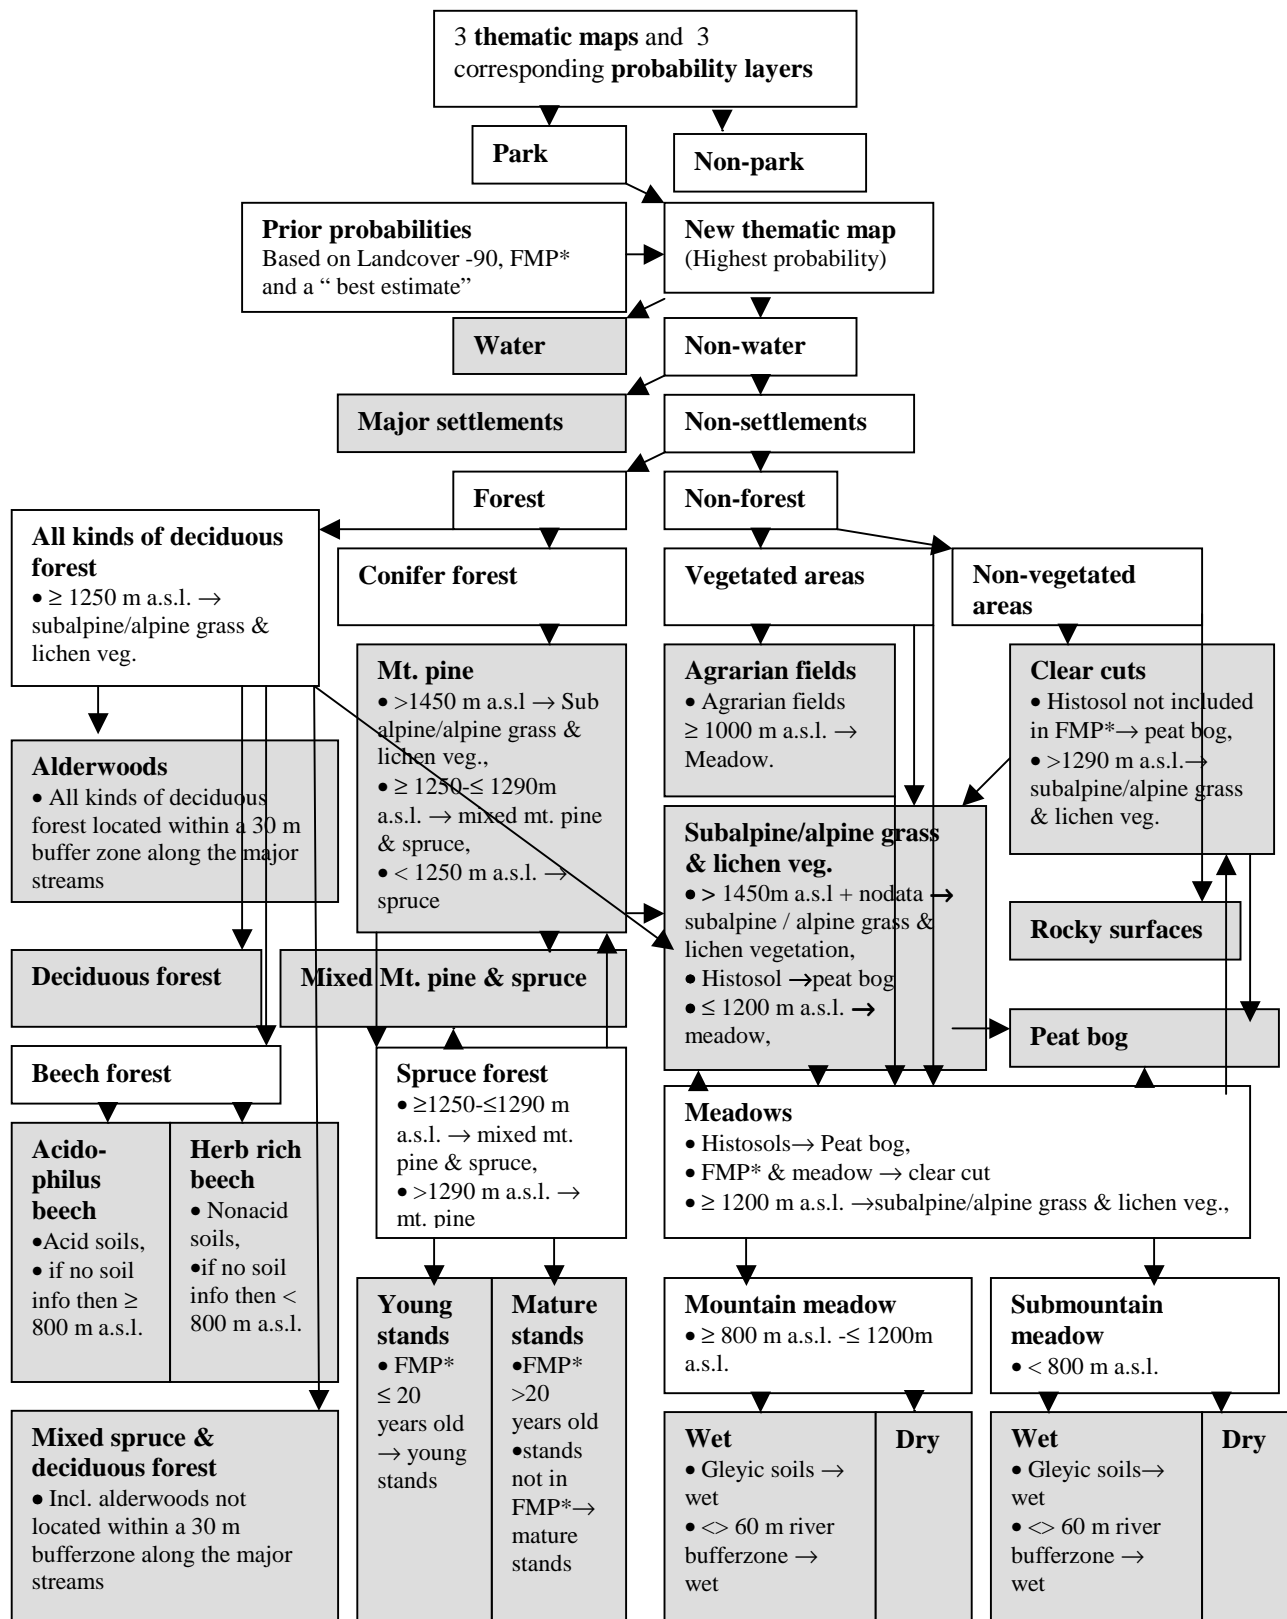 3 thematic maps and  3
corresponding probability layers
Park
Non-park
Prior probabilities
Based on Landcover -90, FMP*
and a “ best estimate”
New thematic map
(Highest probability)
Water
Non-water
Major settlements
Non-settlements
Forest
Non-forest
All kinds of deciduous
forest
• ≥ 1250 m a.s.l. →
subalpine/alpine grass &
lichen veg.
Conifer forest
Vegetated areas
Non-vegetated
areas
Mt. pine
• >1450 m a.s.l → Sub
alpine/alpine grass &
lichen veg.,
• ≥ 1250-≤ 1290m
a.s.l. → mixed mt. pine
& spruce,
• < 1250 m a.s.l. →
spruce
Agrarian fields
• Agrarian fields
≥ 1000 m a.s.l. →
Meadow.
Clear cuts
• Histosol not included
in FMP*→ peat bog,
• >1290 m a.s.l.→
subalpine/alpine grass
& lichen veg.
Alderwoods
• All kinds of deciduous
forest located within a 30 m
buffer zone along the major
streams
Subalpine/alpine grass
& lichen veg.
• > 1450m a.s.l + nodata →
subalpine / alpine grass &
lichen vegetation,
• Histosol →peat bog
• ≤ 1200 m a.s.l. →
meadow,
Rocky surfaces
Deciduous forest
Mixed Mt. pine & spruce
Peat bog
Beech forest
Spruce forest
• ≥1250-≤1290 m
a.s.l. → mixed mt.
pine & spruce,
• >1290 m a.s.l. →
mt. pine
Meadows
• Histosols→ Peat bog,
• FMP* & meadow → clear cut
• ≥ 1200 m a.s.l. →subalpine/alpine grass & lichen veg.,
Acido-
philus
beech
•Acid soils,
• if no soil
info then ≥
800 m a.s.l.
Herb rich
beech
• Nonacid
soils,
•if no soil
info then <
800 m a.s.l.
Young
stands
• FMP*
≤ 20
years old
→ young
stands
Mature
stands
•FMP*
>20
years old
•stands
not in
FMP*→
mature
stands
Mountain meadow
• ≥ 800 m a.s.l. -≤ 1200m
a.s.l.
Submountain
meadow
• < 800 m a.s.l.
Mixed spruce &
deciduous forest
• Incl. alderwoods not
located within a 30 m
bufferzone along the major
streams
Wet
• Gleyic soils →
wet
• <> 60 m river
bufferzone →
wet
Dry
Wet
• Gleyic soils→
wet
• <> 60 m river
bufferzone →
wet
Dry